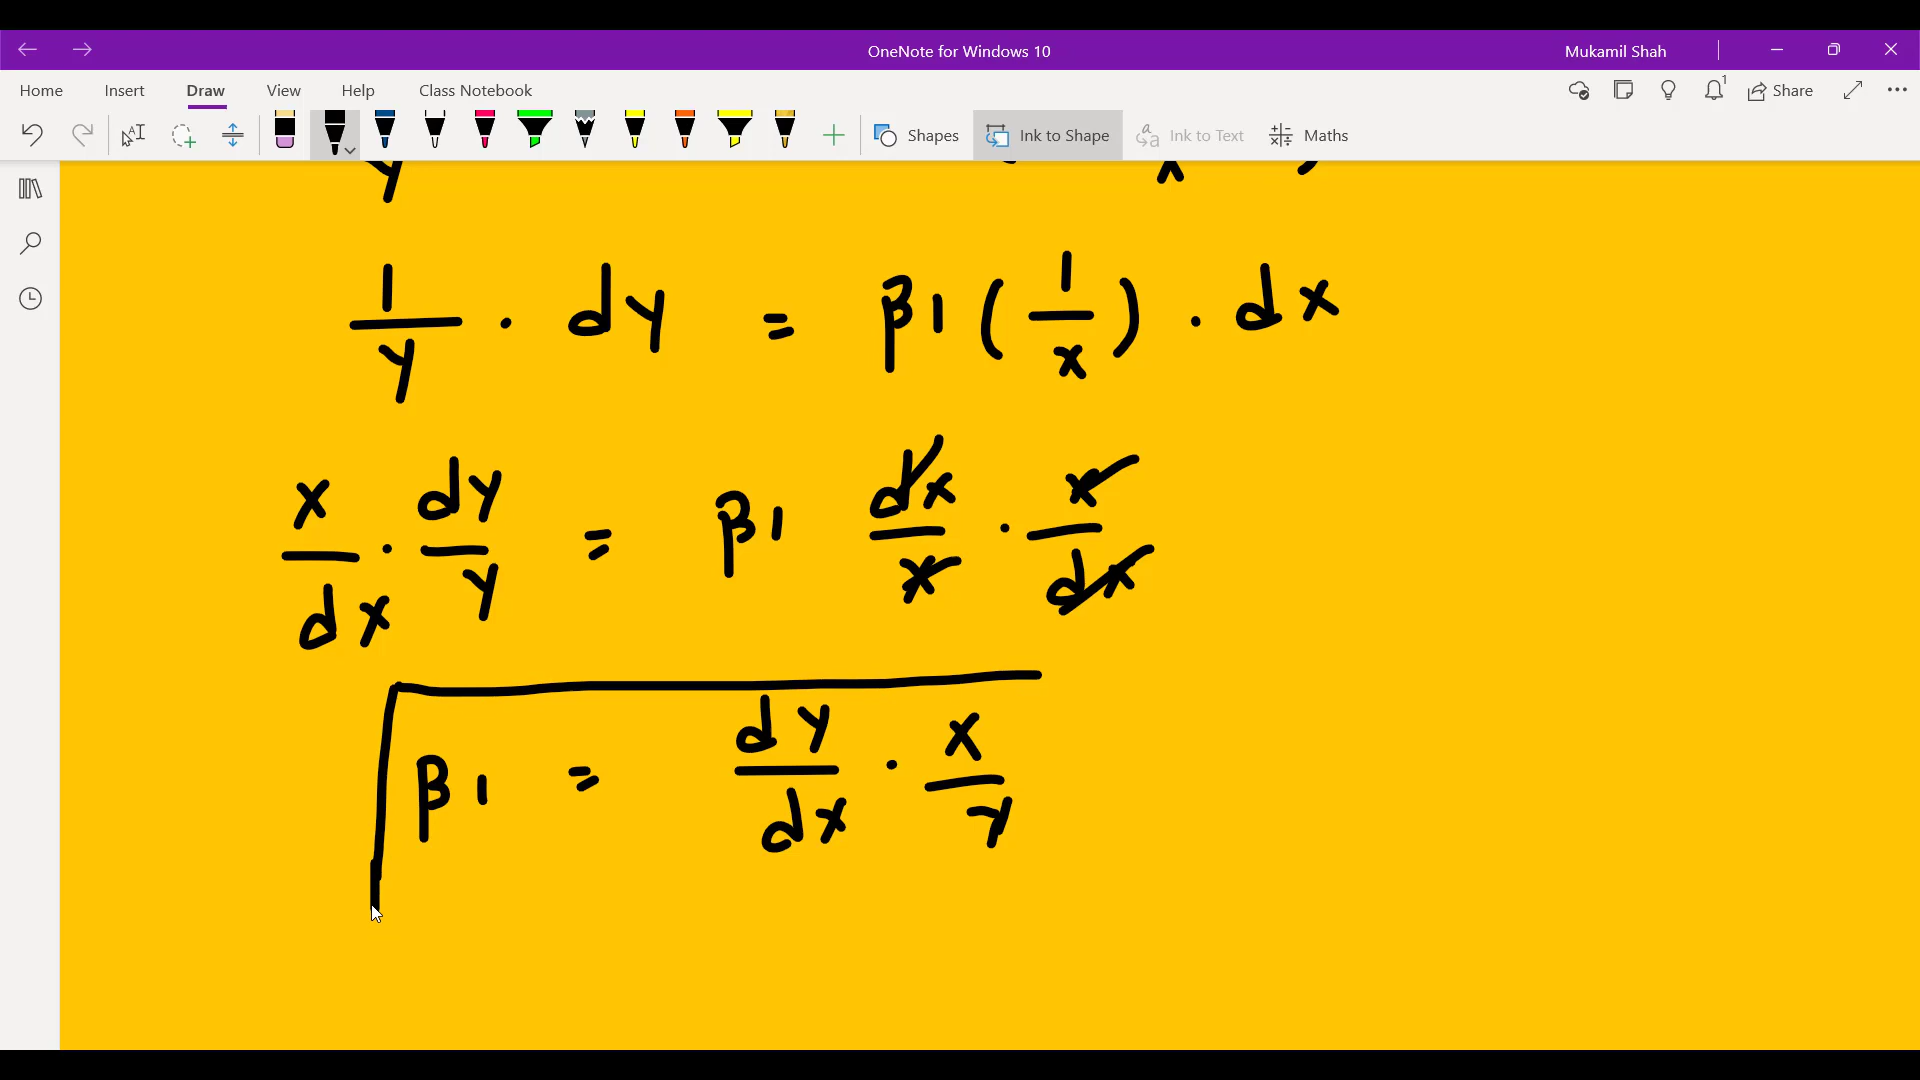 OneNote for Windows 10
Mukamil Shah
Home Insert Draw View Help Class Notebook
1
Share
Shapes Ink to Shape Ink to Text Maths
1/y · dy = β1 (1/x) · dx
x/dx · dy/y = β1 dx/x · x/dx
β1 = dy/dx · x/y